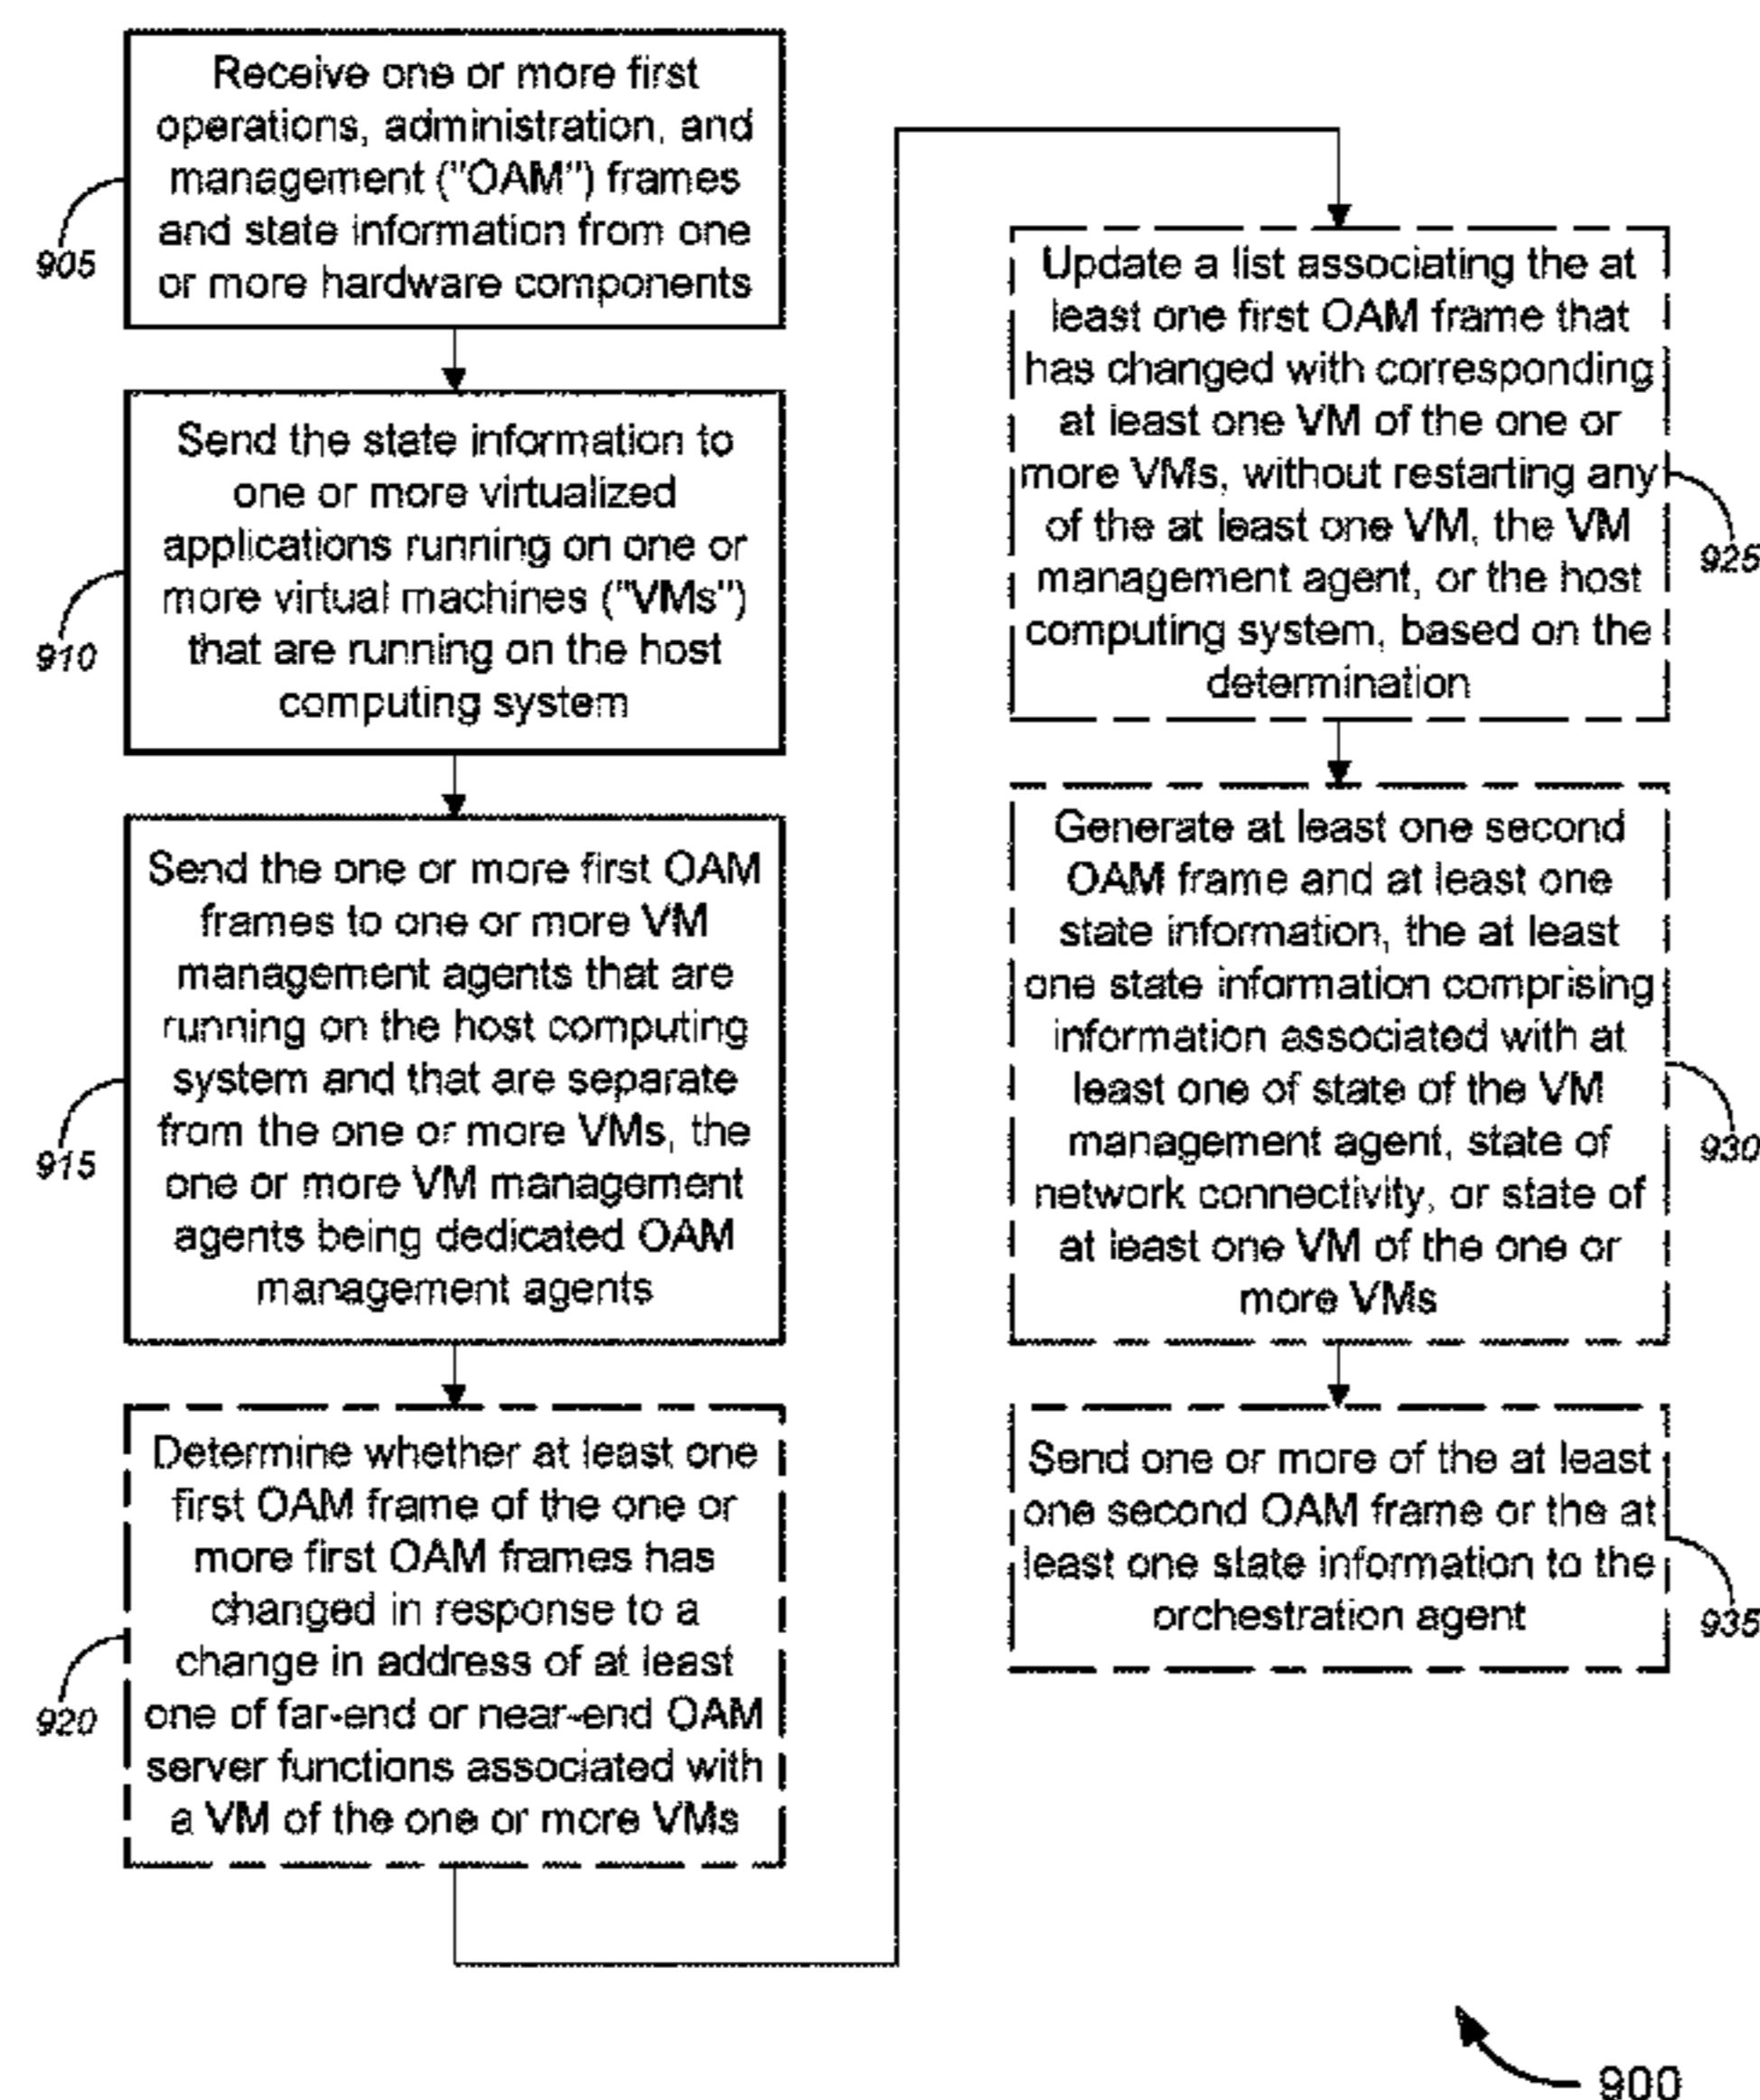 Receive one or more first
operations, administration, and
management ("OAM") frames
and state information from one
or more hardware components
905
Send the state information to
one or more virtualized
applications running on one or
more virtual machines ("VMs")
that are running on the host
computing system
910
Send the one or more first OAM
frames to one or more VM
management agents that are
running on the host computing
system and that are separate
from the one or more VMs, the
one or more VM management
agents being dedicated OAM
management agents
915
Determine whether at least one
first OAM frame of the one or
more first OAM frames has
changed in response to a
change in address of at least
one of far-end or near-end OAM
server functions associated with
a VM of the one or more VMs
920
Update a list associating the at
least one first OAM frame that
has changed with corresponding
at least one VM of the one or
more VMs, without restarting any
of the at least one VM, the VM
management agent, or the host
computing system, based on the
determination
925
Generate at least one second
OAM frame and at least one
state information, the at least
one state information comprising
information associated with at
least one of state of the VM
management agent, state of
network connectivity, or state of
at least one VM of the one or
more VMs
930
Send one or more of the at least
one second OAM frame or the at
least one state information to the
orchestration agent
935
900